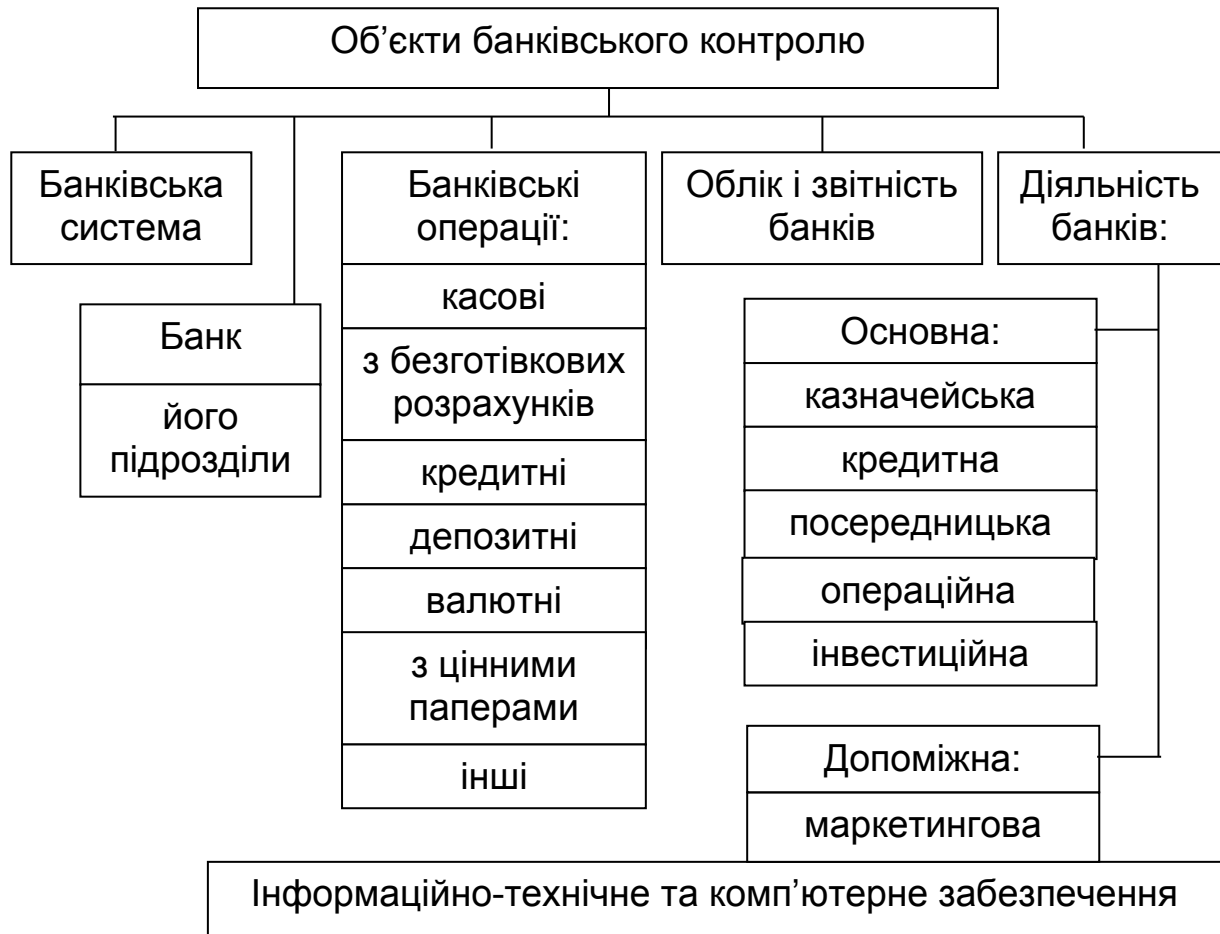 Об’єкти банківського контролю
Банківська
система
Банк
його
підрозділи
Банківські
операції:
касові
з безготівкових
розрахунків
кредитні
депозитні
валютні
з цінними
паперами
інші
Облік і звітність
банків
Діяльність
банків:
Основна:
казначейська
кредитна
посередницька
операційна
інвестиційна
Допоміжна:
маркетингова
Інформаційно-технічне та комп’ютерне забезпечення